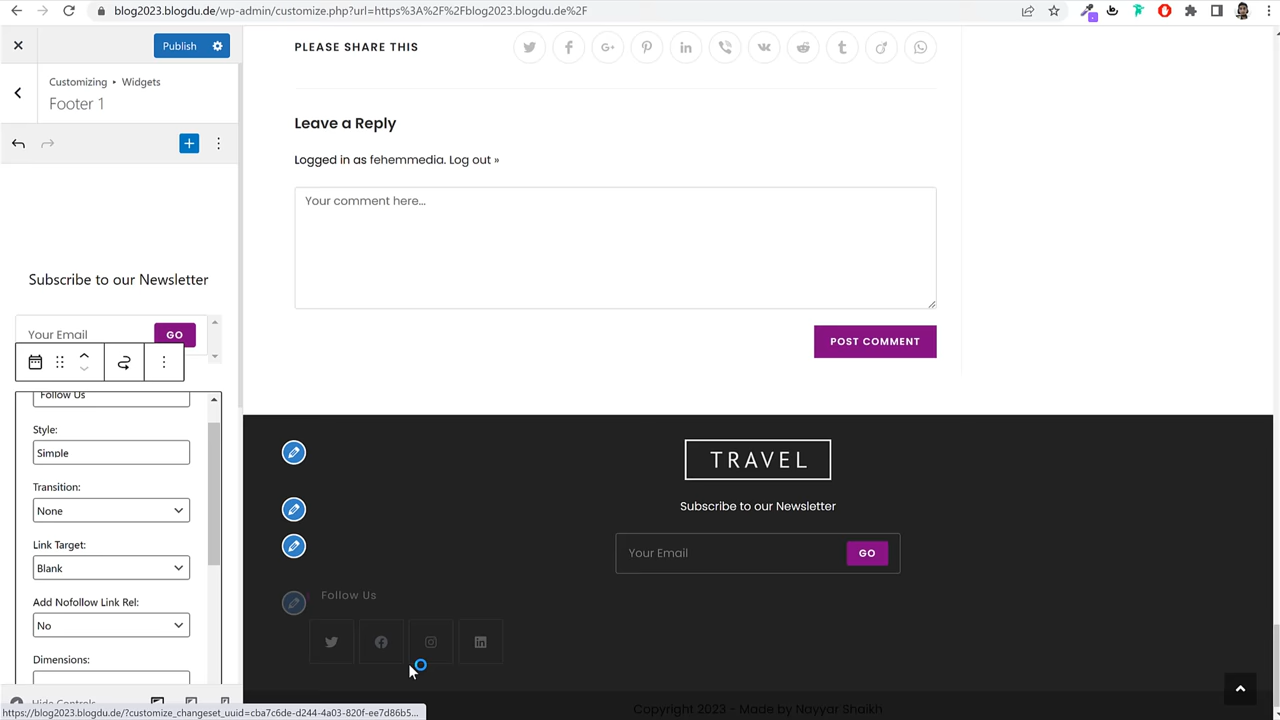 blog2023.blogdu.de/wp-admin/customize.php?url=https%3A%2F%2Fblog2023.blogdu.de%2F
Publish
Customizing ▸ Widgets
Footer 1
Subscribe to our Newsletter
Your Email
GO
Follow Us
Style:
Simple
Transition:
None
Link Target:
Blank
Add Nofollow Link Rel:
No
Dimensions:
Hide Controls
https://blog2023.blogdu.de/?customize_changeset_uuid=cba7c6de-d244-4a03-820f-ee7d86b5...
PLEASE SHARE THIS
Leave a Reply
Logged in as fehemmedia. Log out »
Your comment here...
POST COMMENT
TRAVEL
Subscribe to our Newsletter
Your Email
GO
Follow Us
Copyright 2023 - Made by Nayyar Shaikh